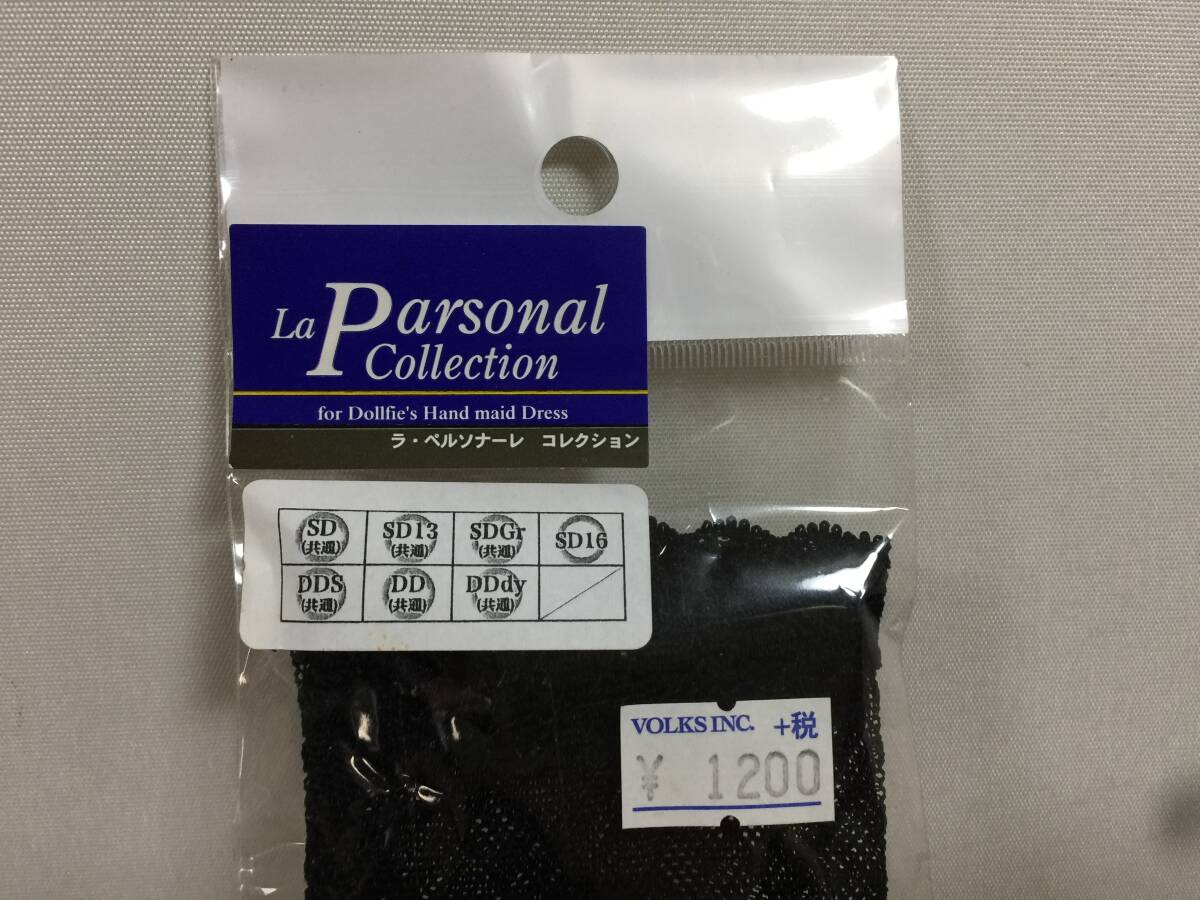 La Parsonal
Collection
for Dollfie's Hand maid Dress
ラ・ペルソナーレ コレクション
SD SD13 SDGr SD16
(共通) (共通) (共通)
DDS DD DDdy
(共通) (共通) (共通)
VOLKS INC. +税
¥ 1200